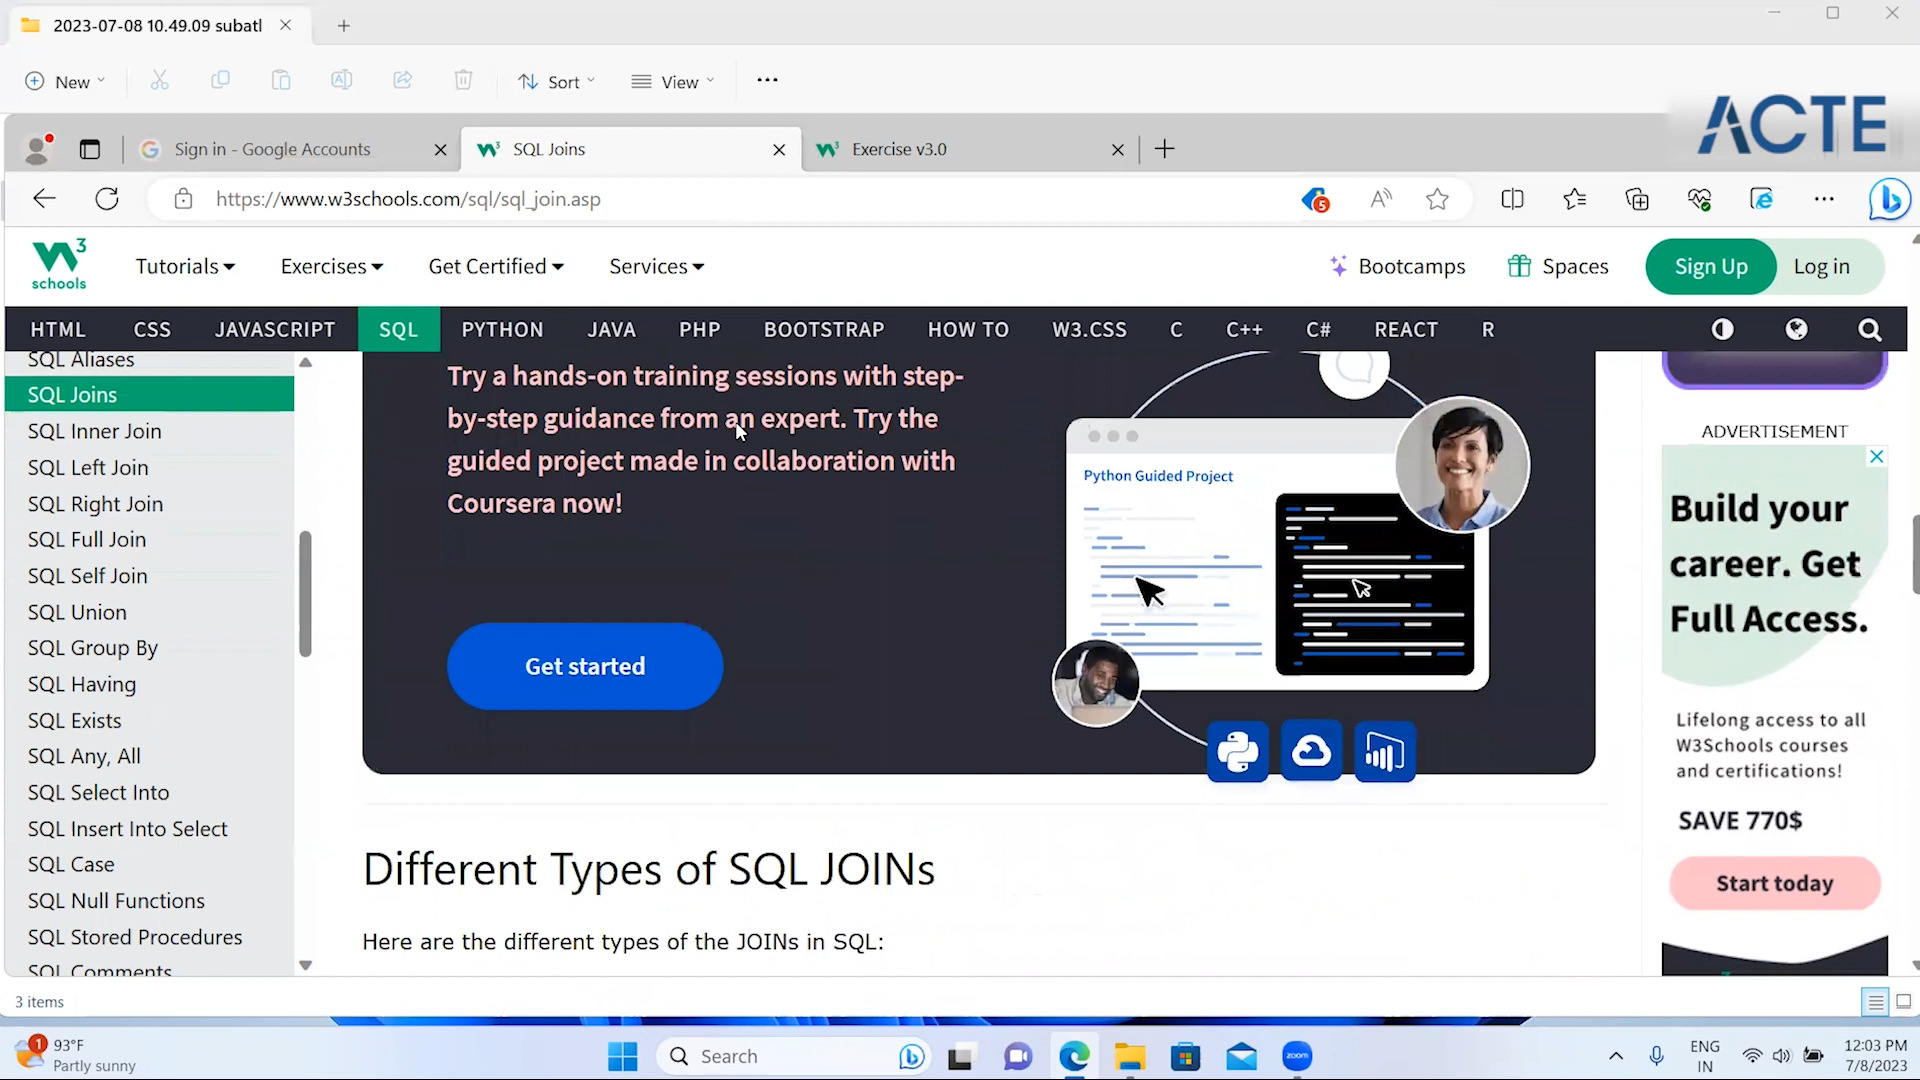 2023-07-08 10.49.09 subatl
New
Sort
View
ACTE
Sign in - Google Accounts
SQL Joins
Exercise v3.0
https://www.w3schools.com/sql/sql_join.asp
5
W3
schools
Tutorials
Exercises
Get Certified
Services
Bootcamps
Spaces
Sign Up
Log in
HTML
CSS
JAVASCRIPT
SQL
PYTHON
JAVA
PHP
BOOTSTRAP
HOW TO
W3.CSS
C
C++
C#
REACT
R
SQL Aliases
SQL Joins
SQL Inner Join
SQL Left Join
SQL Right Join
SQL Full Join
SQL Self Join
SQL Union
SQL Group By
SQL Having
SQL Exists
SQL Any, All
SQL Select Into
SQL Insert Into Select
SQL Case
SQL Null Functions
SQL Stored Procedures
SQL Comments
Try a hands-on training sessions with step-
by-step guidance from an expert. Try the
guided project made in collaboration with
Coursera now!
Get started
Python Guided Project
Different Types of SQL JOINs
Here are the different types of the JOINs in SQL:
ADVERTISEMENT
Build your
career. Get
Full Access.
Lifelong access to all
W3Schools courses
and certifications!
SAVE 770$
Start today
3 items
1
93°F
Partly sunny
Search
zoom
ENG
IN
12:03 PM
7/8/2023